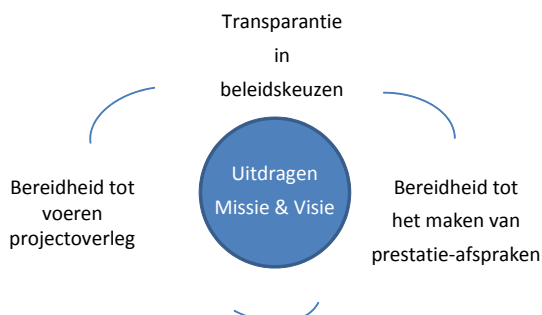 Transparantie
in
beleidskeuzen
Uitdragen
Missie & Visie
Bereidheid tot
voeren
projectoverleg
Bereidheid tot
het maken van
prestatie-afspraken